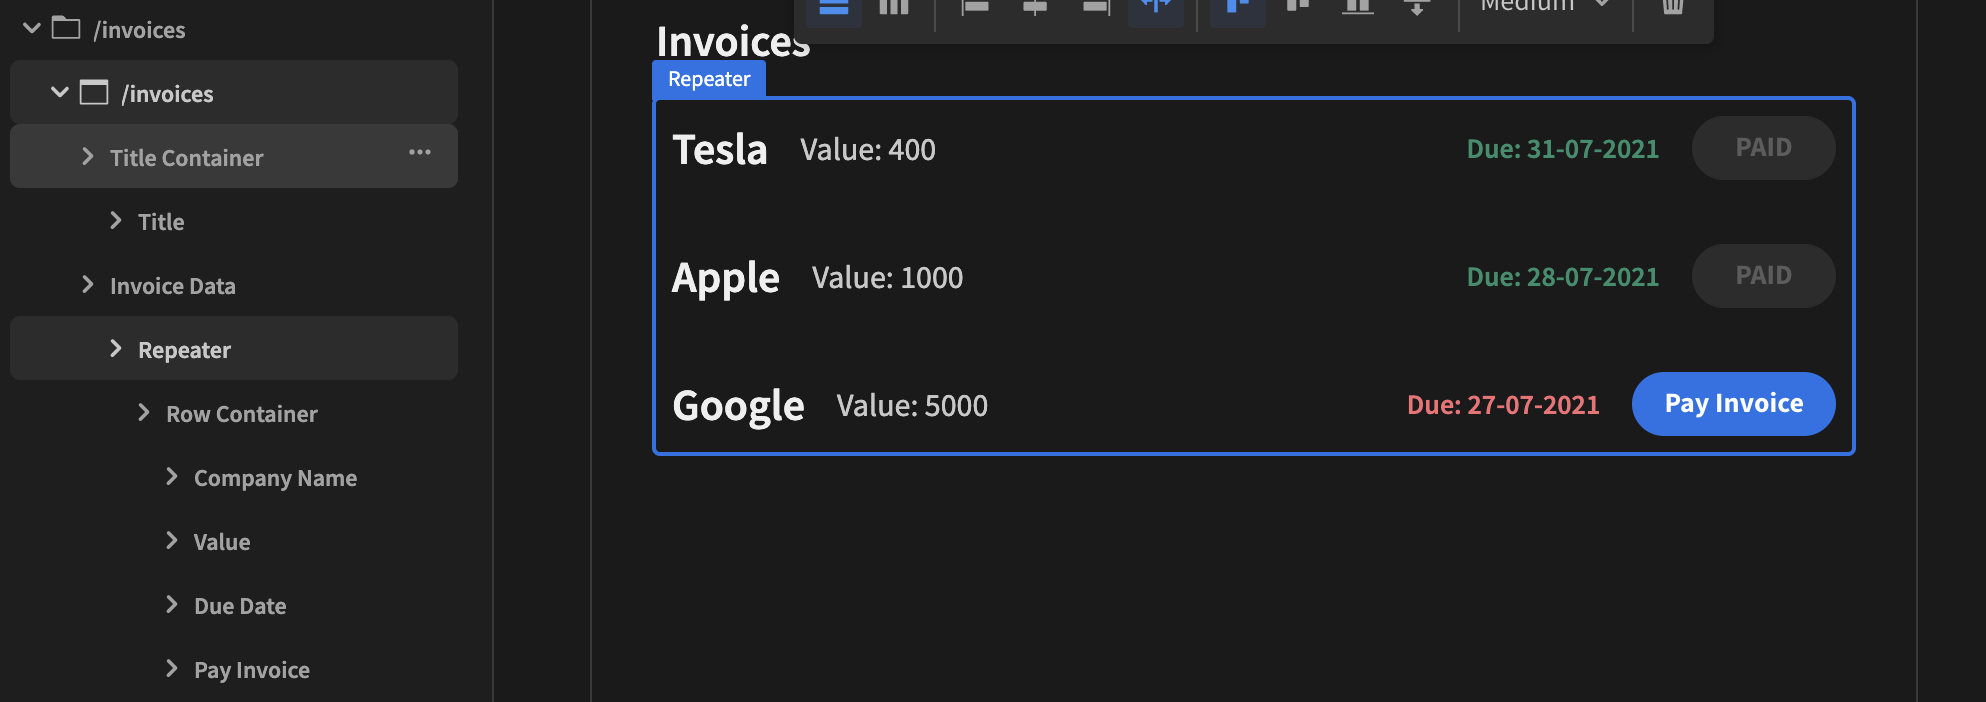 /invoices
/invoices
Title Container
Title
Invoice Data
Repeater
Row Container
Company Name
Value
Due Date
Pay Invoice
Medium
Invoices
Repeater
Tesla Value: 400 Due: 31-07-2021 PAID
Apple Value: 1000 Due: 28-07-2021 PAID
Google Value: 5000 Due: 27-07-2021 Pay Invoice